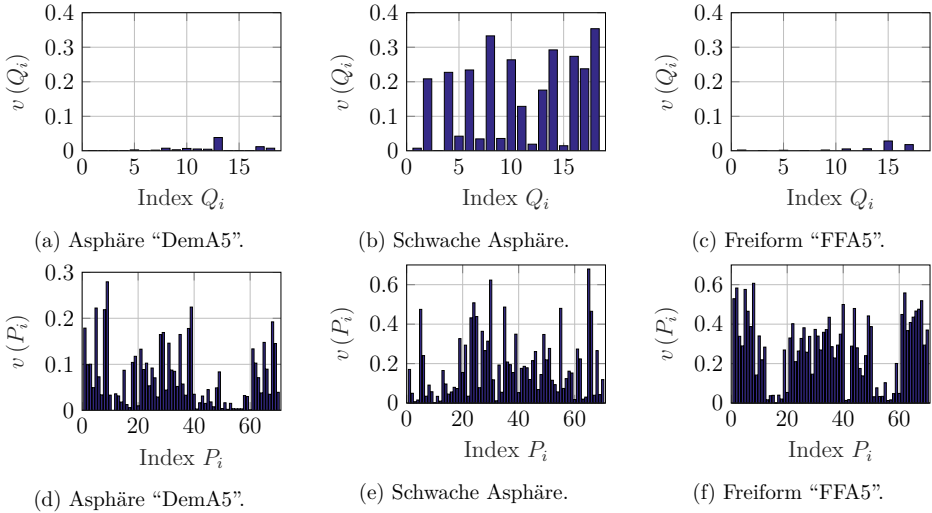 0.4 0.4 0.4
0.3 0.3 0.3
0.2 0.2 0.2
0.1 0.1 0.1
0 0 0
v (Q_i) v (Q_i) v (Q_i)
0 5 10 15 0 5 10 15 0 5 10 15
Index Q_i Index Q_i Index Q_i
(a) Asphäre “DemA5”. (b) Schwache Asphäre. (c) Freiform “FFA5”.
0.3 0.6 0.6
0.2 0.4 0.4
0.1 0.2 0.2
0 0 0
v (P_i) v (P_i) v (P_i)
0 20 40 60 0 20 40 60 0 20 40 60
Index P_i Index P_i Index P_i
(d) Asphäre “DemA5”. (e) Schwache Asphäre. (f) Freiform “FFA5”.